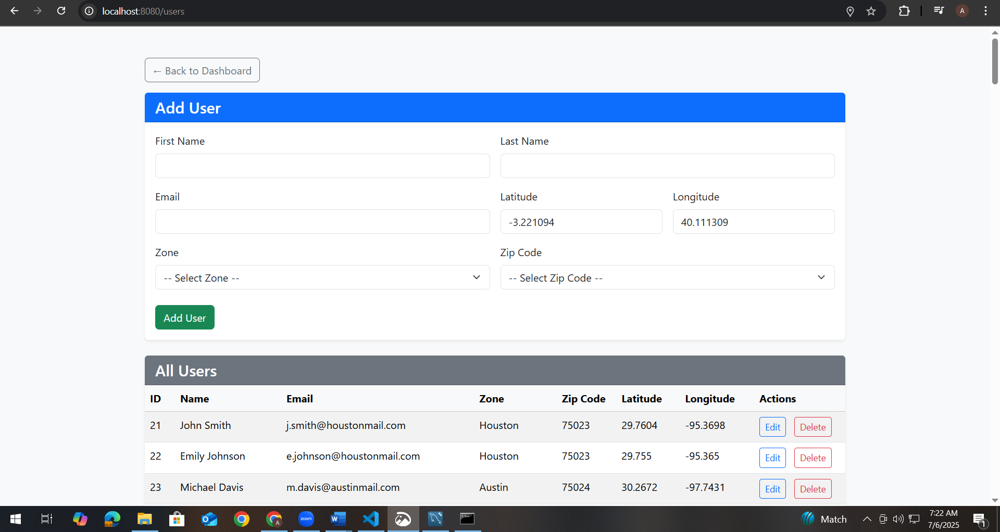 localhost:8080/users
A
← Back to Dashboard
Add User
First Name
Last Name
Email
Latitude
Longitude
-3.221094
40.111309
Zone
Zip Code
-- Select Zone --
-- Select Zip Code --
Add User
All Users
ID Name Email Zone Zip Code Latitude Longitude Actions
21 John Smith j.smith@houstonmail.com Houston 75023 29.7604 -95.3698 Edit Delete
22 Emily Johnson e.johnson@houstonmail.com Houston 75023 29.755 -95.365 Edit Delete
23 Michael Davis m.davis@austinmail.com Austin 75024 30.2672 -97.7431 Edit Delete
A
zoom
W
Match
7:22 AM
7/6/2025
1